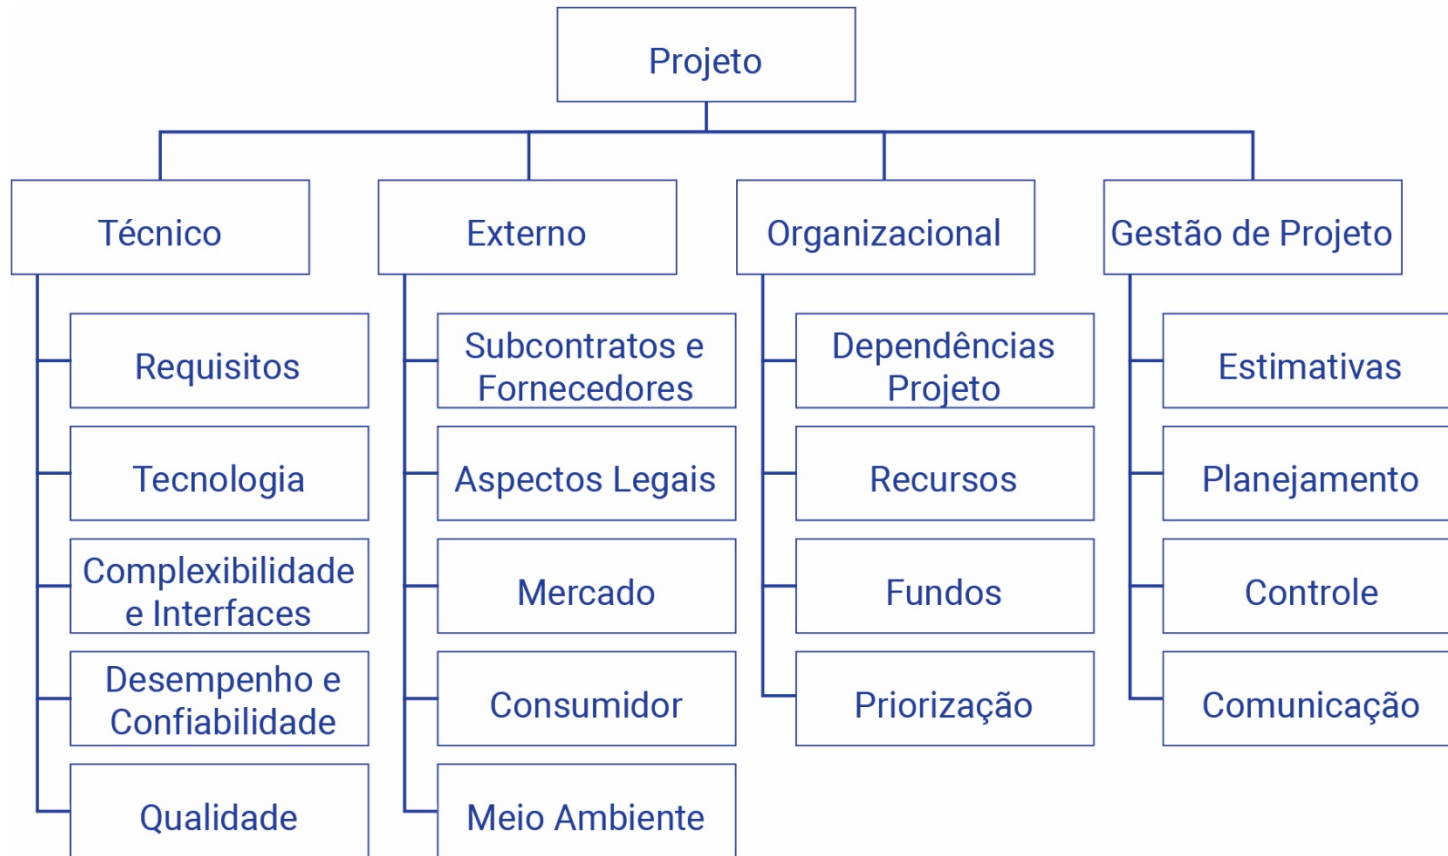 Projeto
Técnico
Externo
Organizacional
Gestão de Projeto
Requisitos
Tecnologia
Complexibilidade
e Interfaces
Desempenho e
Confiabilidade
Qualidade
Subcontratos e
Fornecedores
Aspectos Legais
Mercado
Consumidor
Meio Ambiente
Dependências
Projeto
Recursos
Fundos
Priorização
Estimativas
Planejamento
Controle
Comunicação